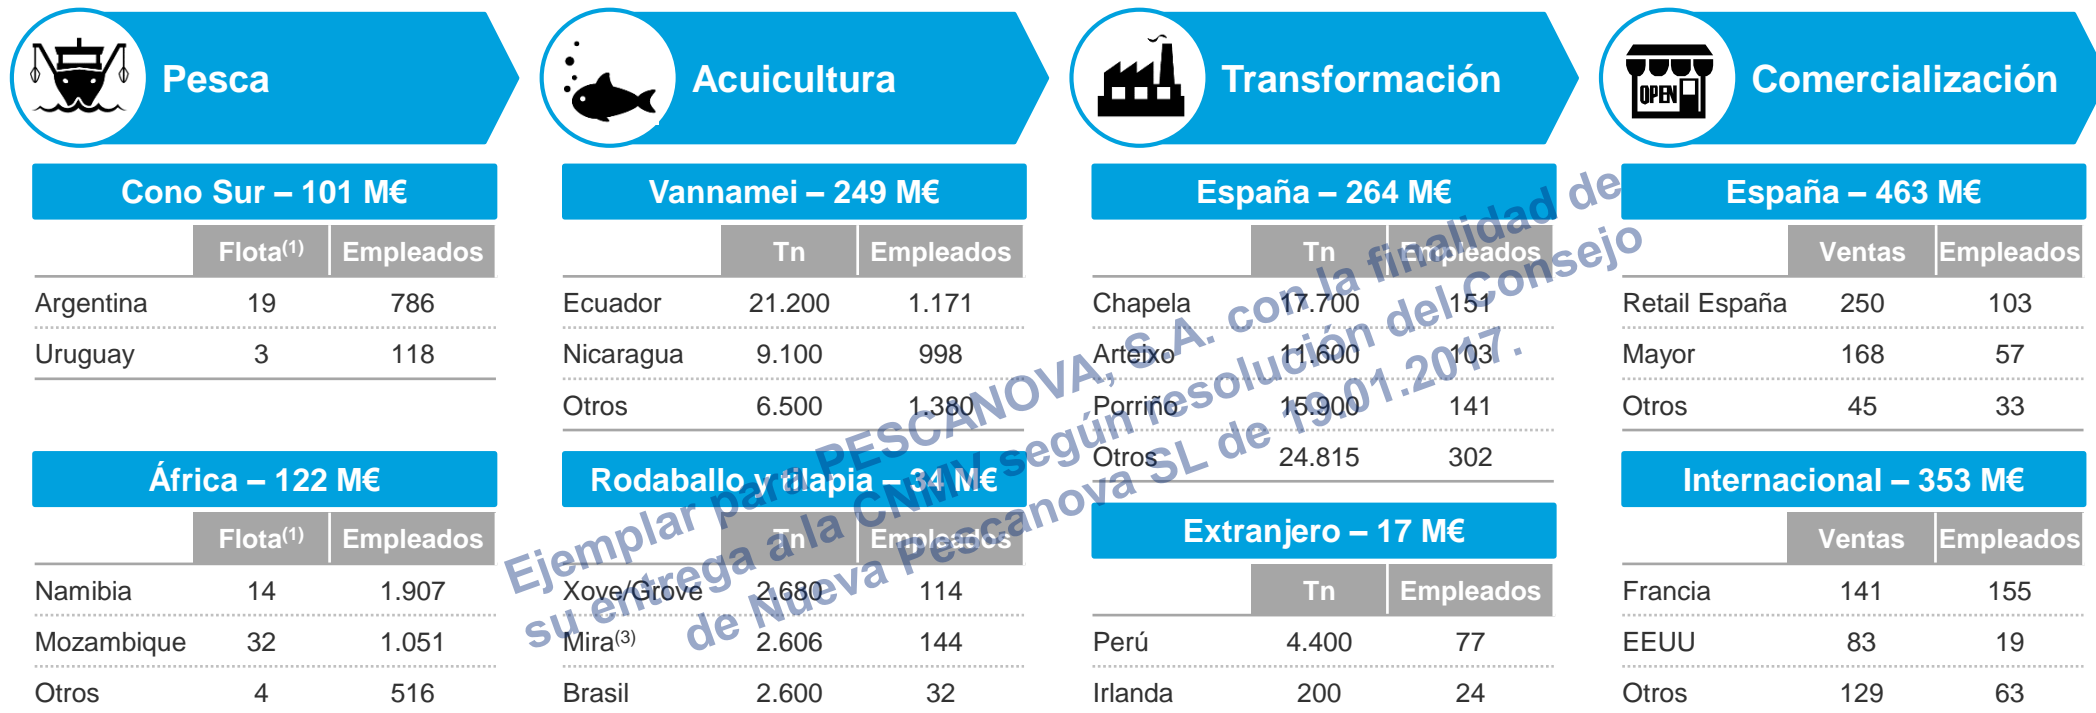 Pesca
Cono Sur – 101 M€
Flota(1) Empleados
Argentina 19 786
Uruguay 3 118
África – 122 M€
Flota(1) Empleados
Namibia 14 1.907
Mozambique 32 1.051
Otros 4 516
Acuicultura
Vannamei – 249 M€
Tn Empleados
Ecuador 21.200 1.171
Nicaragua 9.100 998
Otros 6.500 1.380
Rodaballo y tilapia – 34 M€
Tn Empleados
Xove/Grove 2.680 114
Mira(3) 2.606 144
Brasil 2.600 32
Transformación
España – 264 M€
Tn Empleados
Chapela 17.700 151
Arteixo 11.600 103
Porriño 15.900 141
Otros 24.815 302
Extranjero – 17 M€
Tn Empleados
Perú 4.400 77
Irlanda 200 24
OPEN
Comercialización
España – 463 M€
Ventas Empleados
Retail España 250 103
Mayor 168 57
Otros 45 33
Internacional – 353 M€
Ventas Empleados
Francia 141 155
EEUU 83 19
Otros 129 63
Ejemplar para PESCANOVA, S.A. con la finalidad de
su entrega a la CNMV según resolución del Consejo
de Nueva Pescanova SL de 19.01.2017.